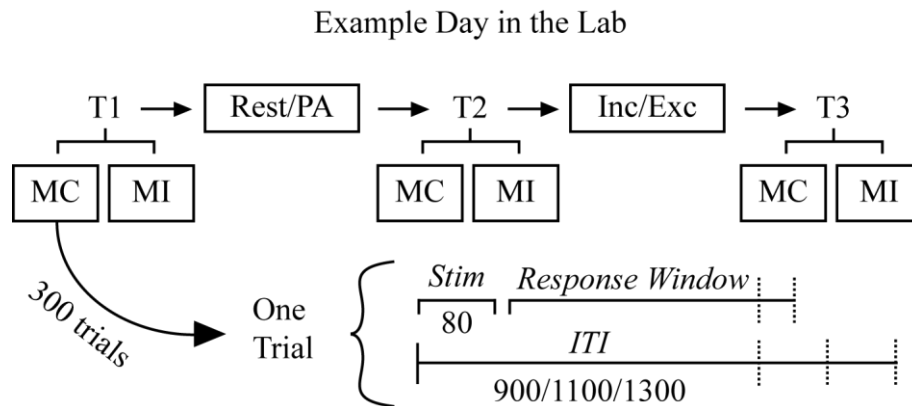 Example Day in the Lab
T1 Rest/PA T2 Inc/Exc T3
MC MI MC MI MC MI
300 trials
One
Trial
Stim Response Window
80
ITI
900/1100/1300